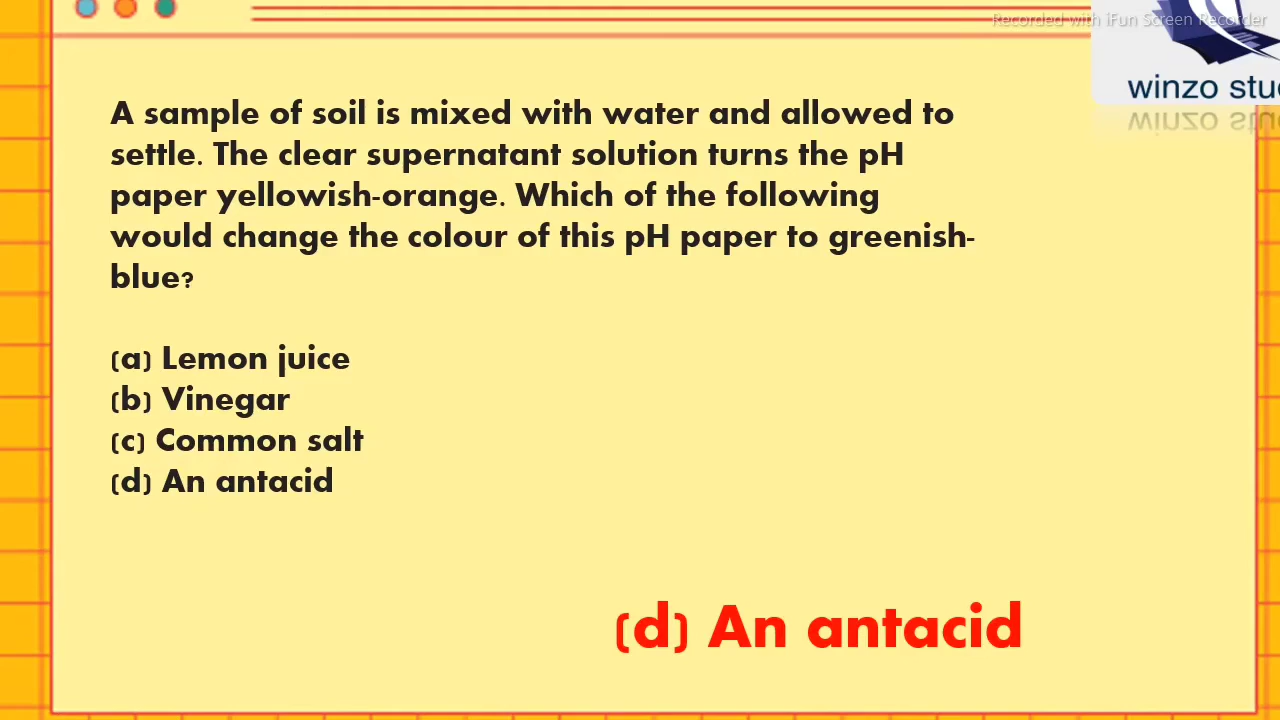 Recorded with iFun Screen Recorder
winzo stu
A sample of soil is mixed with water and allowed to
settle. The clear supernatant solution turns the pH
paper yellowish-orange. Which of the following
would change the colour of this pH paper to greenish-
blue?
(a) Lemon juice
(b) Vinegar
(c) Common salt
(d) An antacid
(d) An antacid